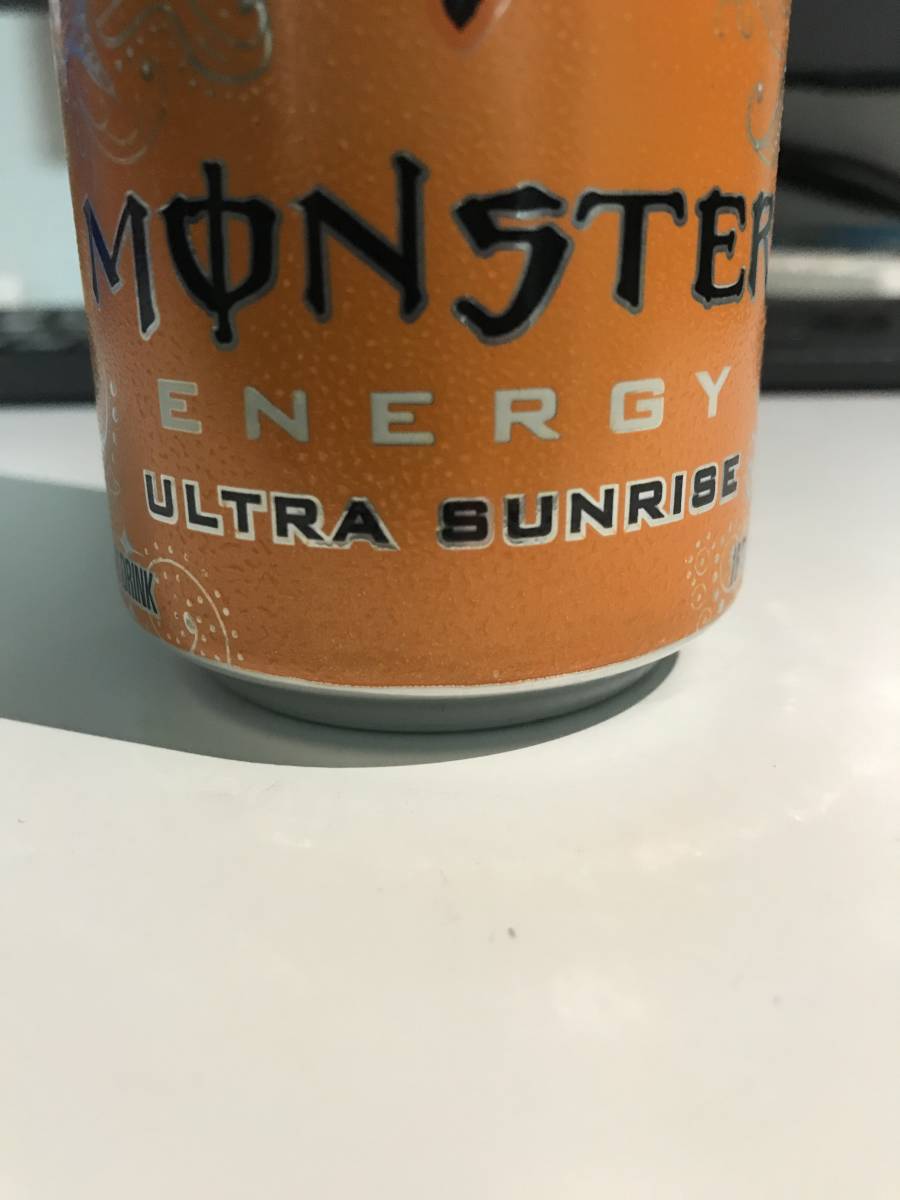 MONSTER
ENERGY
ULTRA SUNRISE
DRINK